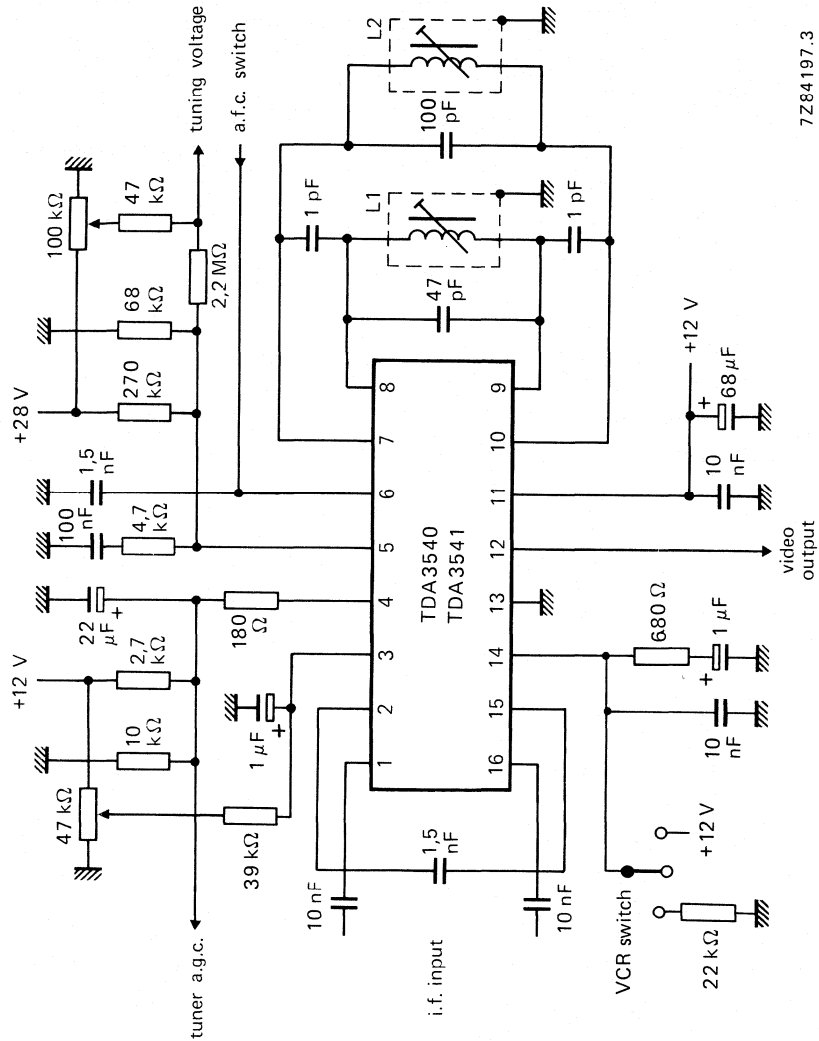 +12 V
+28 V
100 kΩ
47
kΩ
tuning voltage
a.f.c. switch
2,2 MΩ
68
kΩ
270
kΩ
1,5
nF
100
nF
4,7
kΩ
22
µF
+
2,7
kΩ
10
kΩ
47 kΩ
180
Ω
1 µF
+
39 kΩ
tuner a.g.c.
10 nF
1,5
nF
10 nF
i.f. input
1
2
3
4
5
6
7
8
TDA3540
TDA3541
16
15
14
13
12
11
10
9
1 pF
L1
47
pF
1 pF
L2
100
pF
+12 V
+
68 µF
10
nF
video
output
680 Ω
+
1 µF
10
nF
VCR switch
+12 V
22 kΩ
7Z84197.3